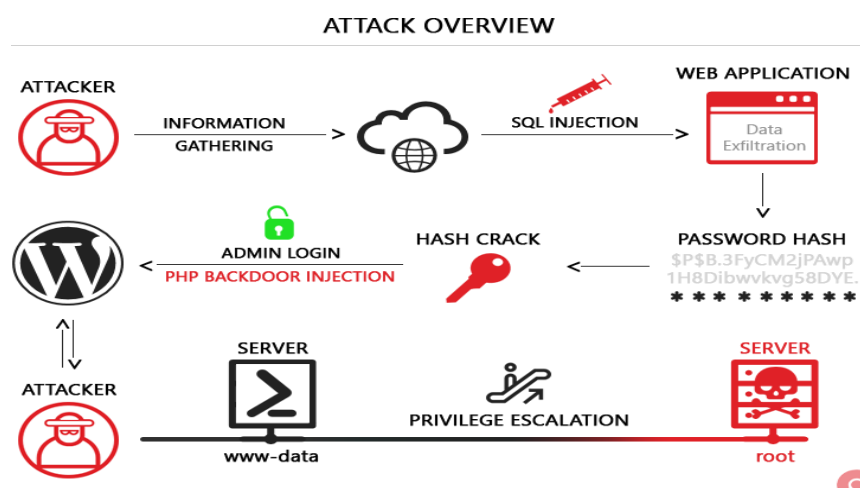 ATTACK OVERVIEW
ATTACKER
INFORMATION
GATHERING
SQL INJECTION
WEB APPLICATION
Data
Exfiltration
ADMIN LOGIN
PHP BACKDOOR INJECTION
HASH CRACK
PASSWORD HASH
$P$B.3FyCM2jPAwp
1H8Dibwvkvg58DYE.
* * * * * * * * *
ATTACKER
SERVER
www-data
PRIVILEGE ESCALATION
SERVER
root